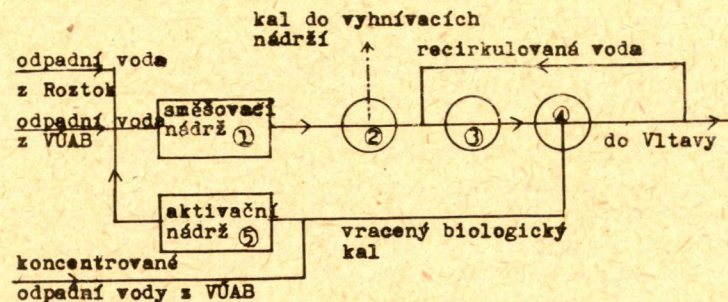 kal do vyhnívacích
nádrží
recirkulovaná voda
odpadní voda
z Roztok
odpadní voda
z VÚAB
směšovací
nádrž ①
②
③
④
do Vltavy
aktivační
nádrž ⑤
vracený biologický
kal
koncentrované
odpadní vody z VÚAB